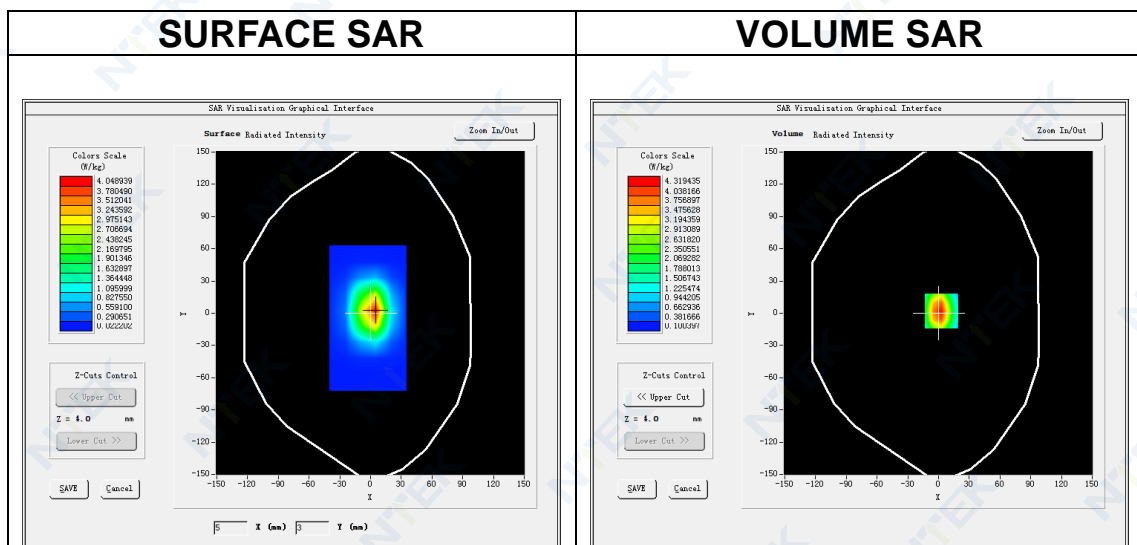 SURFACE SAR
SAR Visualisation Graphical Interface
Surface Radiated Intensity
Zoom In/Out
Colors Scale
(W/kg)
4.048939
3.780490
3.512041
3.243592
2.975143
2.706694
2.438245
2.169795
1.901346
1.632897
1.364448
1.095999
0.827550
0.559100
0.290651
0.022202
Z-Cuts Control
<< Upper Cut
Z = 4.0 mm
Lower Cut >>
SAVE Cancel
150
120
90
60
30
0
-30
-60
-90
-120
-150
Y
-150 -120 -90 -60 -30 0 30 60 90 120 150
X
5 X (mm) 3 Y (mm)
VOLUME SAR
SAR Visualisation Graphical Interface
Volume Radiated Intensity
Zoom In/Out
Colors Scale
(W/kg)
4.319435
4.038166
3.756897
3.475628
3.194359
2.913089
2.631820
2.350551
2.069282
1.788013
1.506743
1.225474
0.944205
0.662936
0.381666
0.100397
Z-Cuts Control
<< Upper Cut
Z = 4.0 mm
Lower Cut >>
SAVE Cancel
150
120
90
60
30
0
-30
-60
-90
-120
-150
Y
-150 -120 -90 -60 -30 0 30 60 90 120 150
X
NTEK